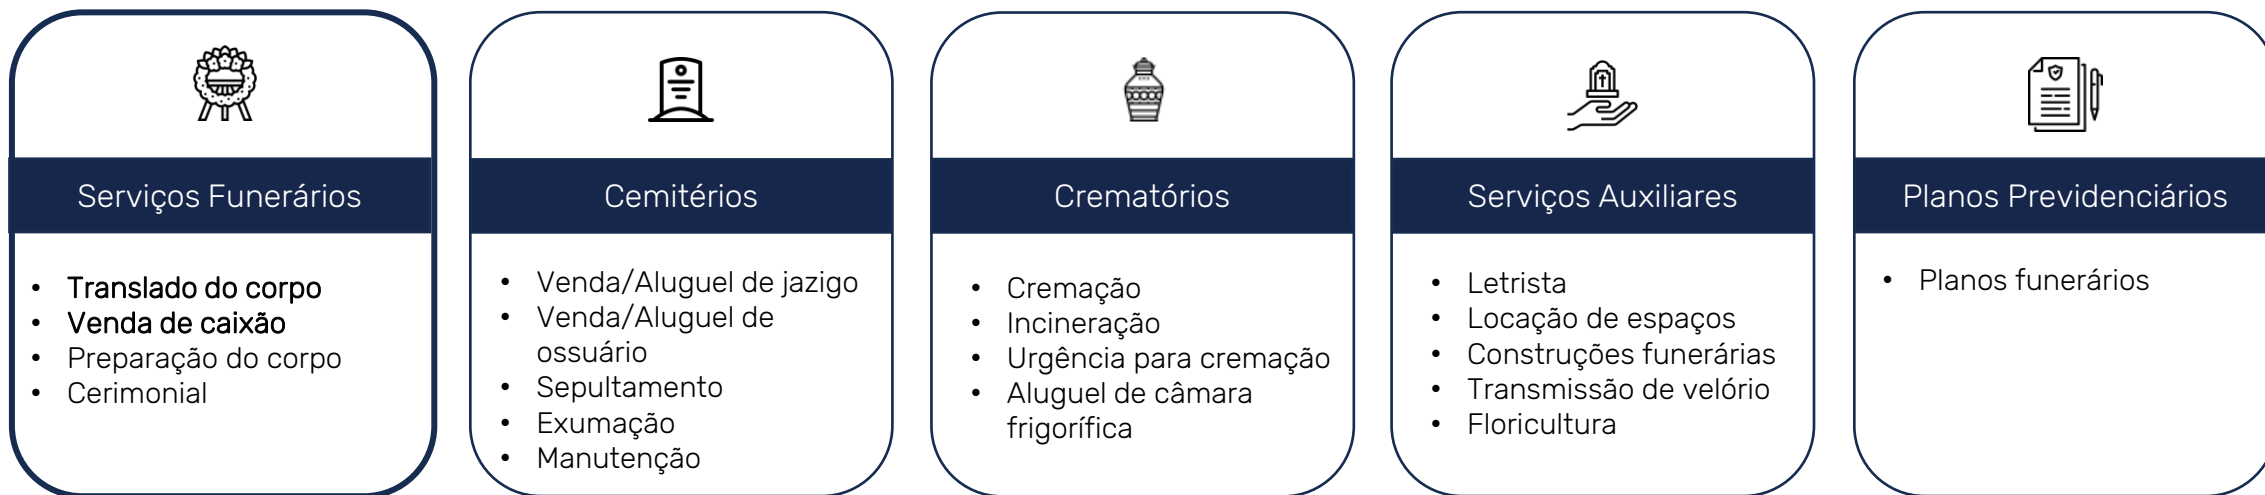 Serviços Funerários
• Translado do corpo
• Venda de caixão
• Preparação do corpo
• Cerimonial
Cemitérios
• Venda/Aluguel de jazigo
• Venda/Aluguel de
ossuário
• Sepultamento
• Exumação
• Manutenção
Crematórios
• Cremação
• Incineração
• Urgência para cremação
• Aluguel de câmara
frigorífica
Serviços Auxiliares
• Letrista
• Locação de espaços
• Construções funerárias
• Transmissão de velório
• Floricultura
Planos Previdenciários
• Planos funerários